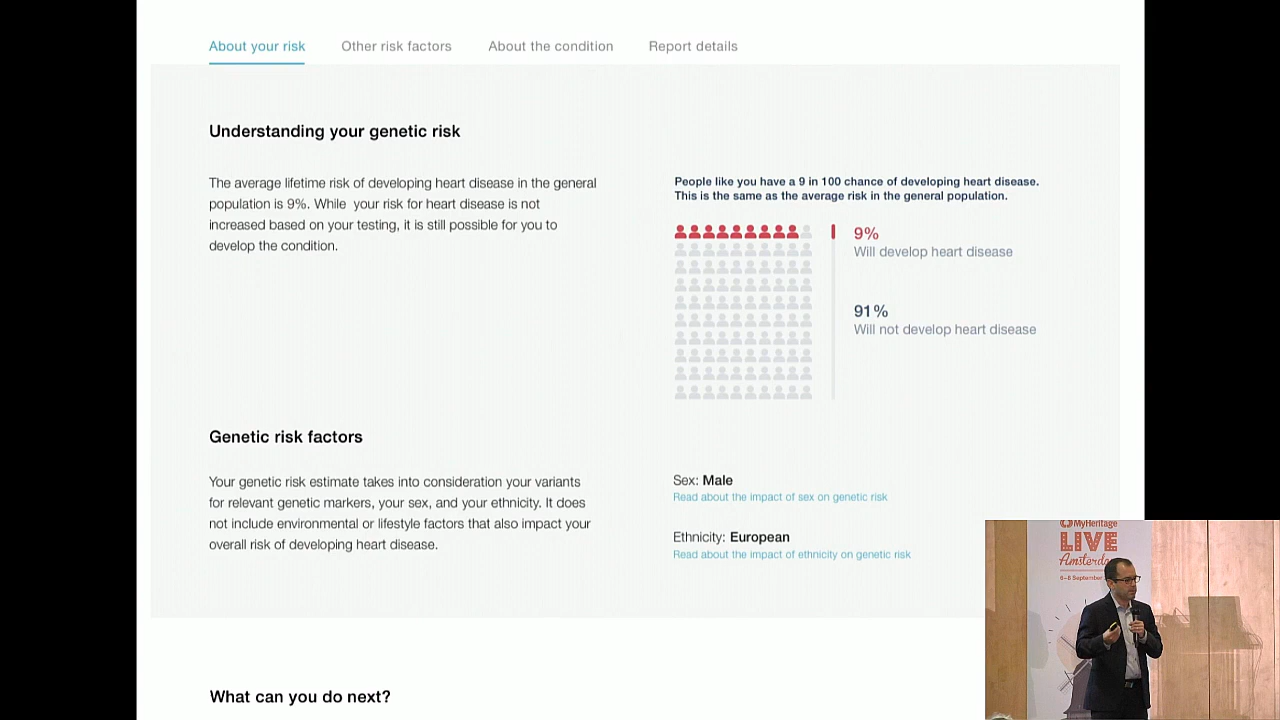 About your risk
Other risk factors
About the condition
Report details
Understanding your genetic risk
The average lifetime risk of developing heart disease in the general
population is 9%. While your risk for heart disease is not
increased based on your testing, it is still possible for you to
develop the condition.
People like you have a 9 in 100 chance of developing heart disease.
This is the same as the average risk in the general population.
9%
Will develop heart disease
91%
Will not develop heart disease
Genetic risk factors
Your genetic risk estimate takes into consideration your variants
for relevant genetic markers, your sex, and your ethnicity. It does
not include environmental or lifestyle factors that also impact your
overall risk of developing heart disease.
Sex: Male
Read about the impact of sex on genetic risk
Ethnicity: European
Read about the impact of ethnicity on genetic risk
What can you do next?
MyHeritage
LIVE
Amsterda
6–8 September